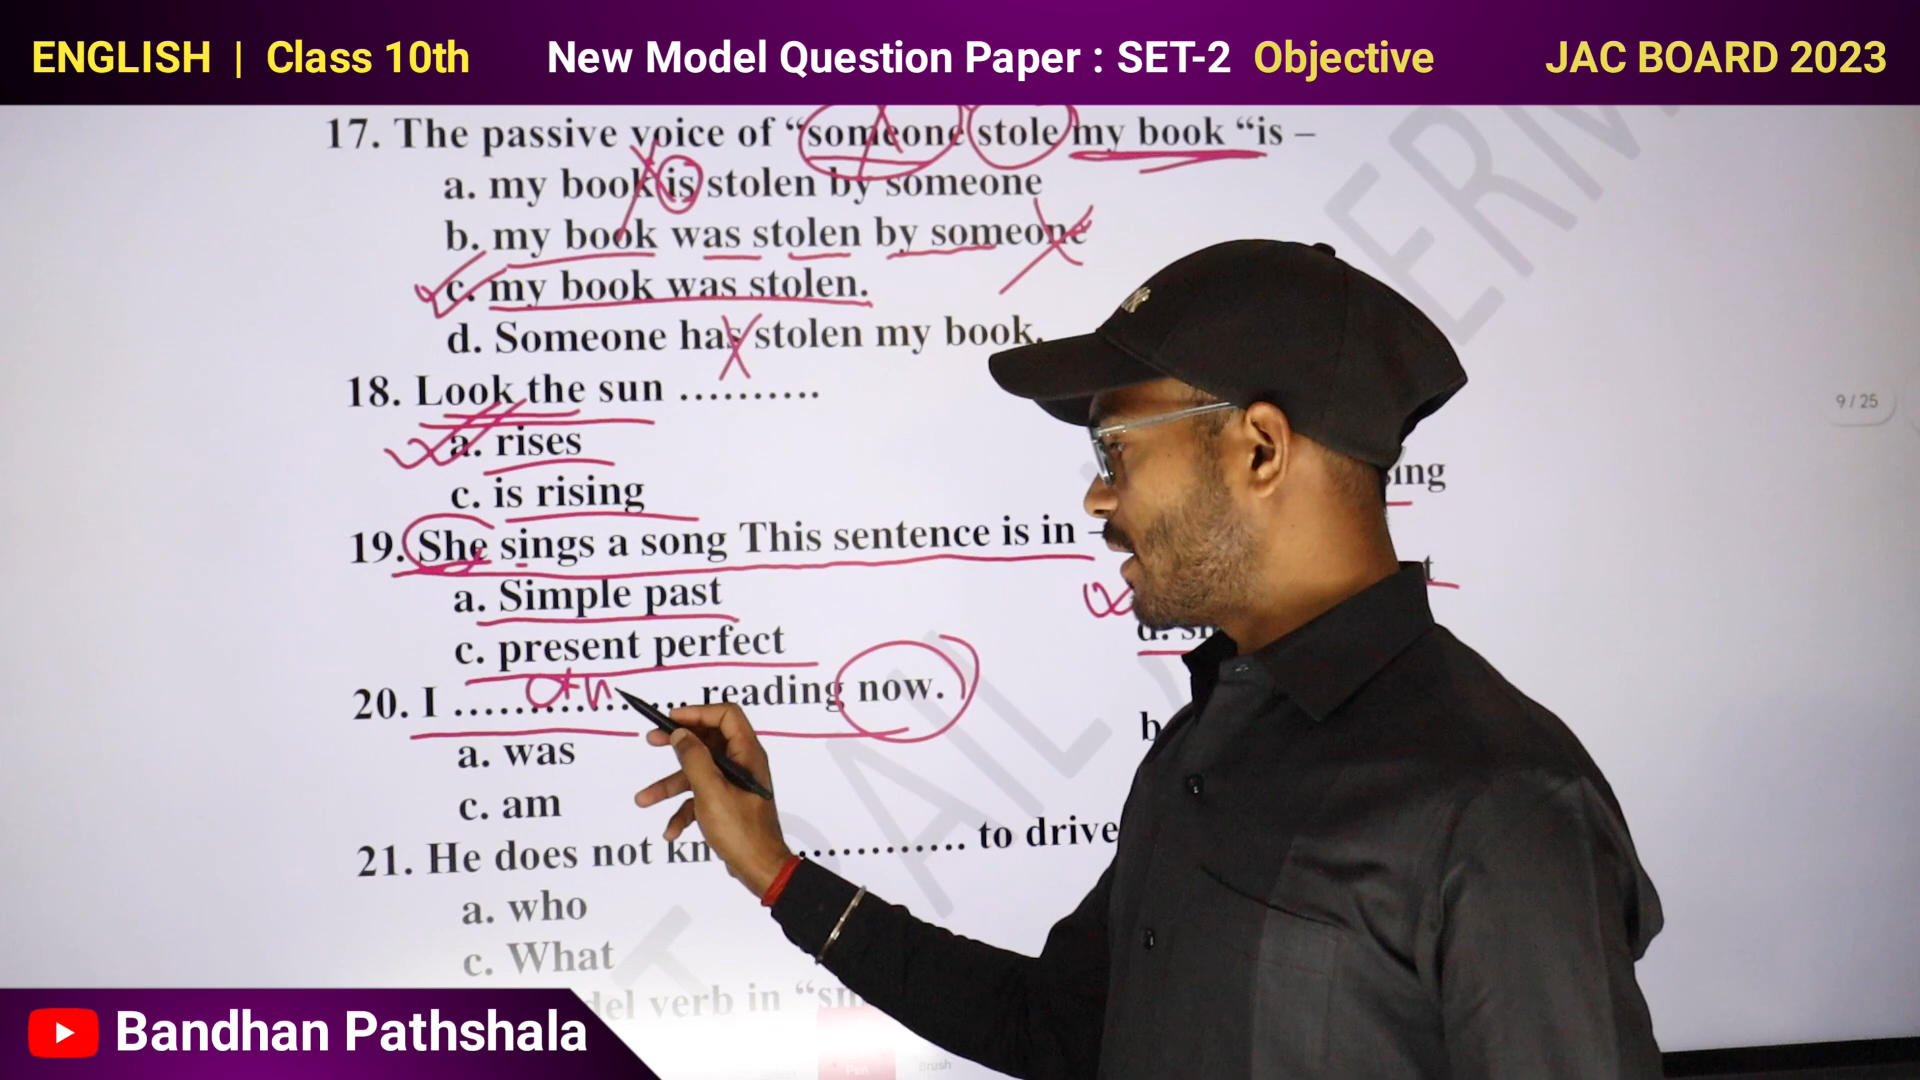 ENGLISH | Class 10th New Model Question Paper : SET-2 Objective JAC BOARD 2023
17. The passive voice of “someone stole my book “is –
a. my book is stolen by someone
b. my book was stolen by someone
c. my book was stolen.
d. Someone has stolen my book.
18. Look the sun ..........
a. rises
c. is rising
9 / 25
19. She sings a song This sentence is in –
a. Simple past
c. present perfect
20. I ................ reading now.
a. was
b
c. am
21. He does not ............. to drive
a. who
c. What
verb in “
Bandhan Pathshala
Pen Brush